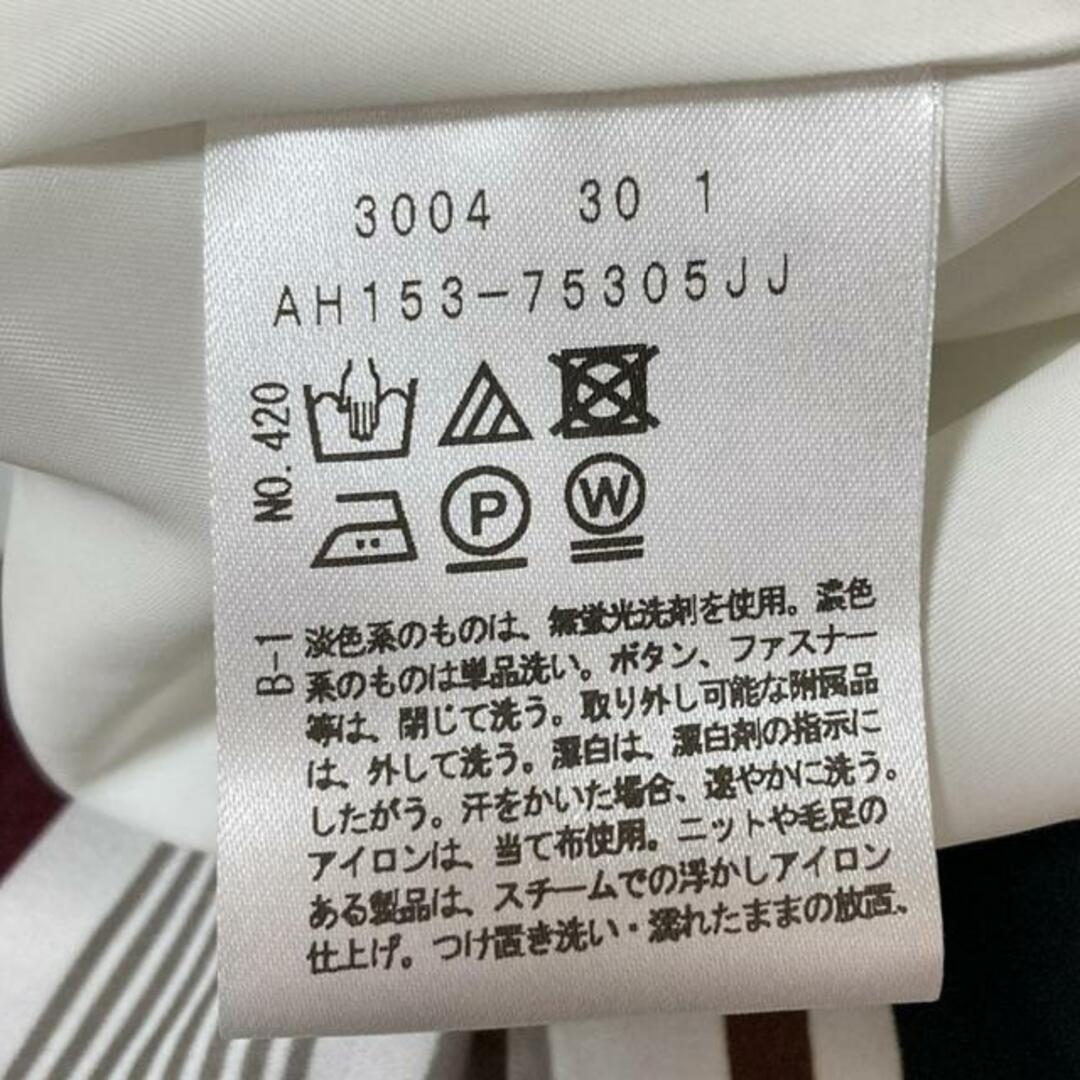 3004 30 1
AH153-75305JJ
NO.420
P
W
B-1
淡色系のものは、無蛍光洗剤を使用。濃色
系のものは単品洗い。ボタン、ファスナー
等は、閉じて洗う。取り外し可能な附属品
は、外して洗う。漂白は、漂白剤の指示に
したがう。汗をかいた場合、速やかに洗う。
アイロンは、当て布使用。ニットや毛足の
ある製品は、スチームでの浮かしアイロン
仕上げ。つけ置き洗い・濡れたままの放置、